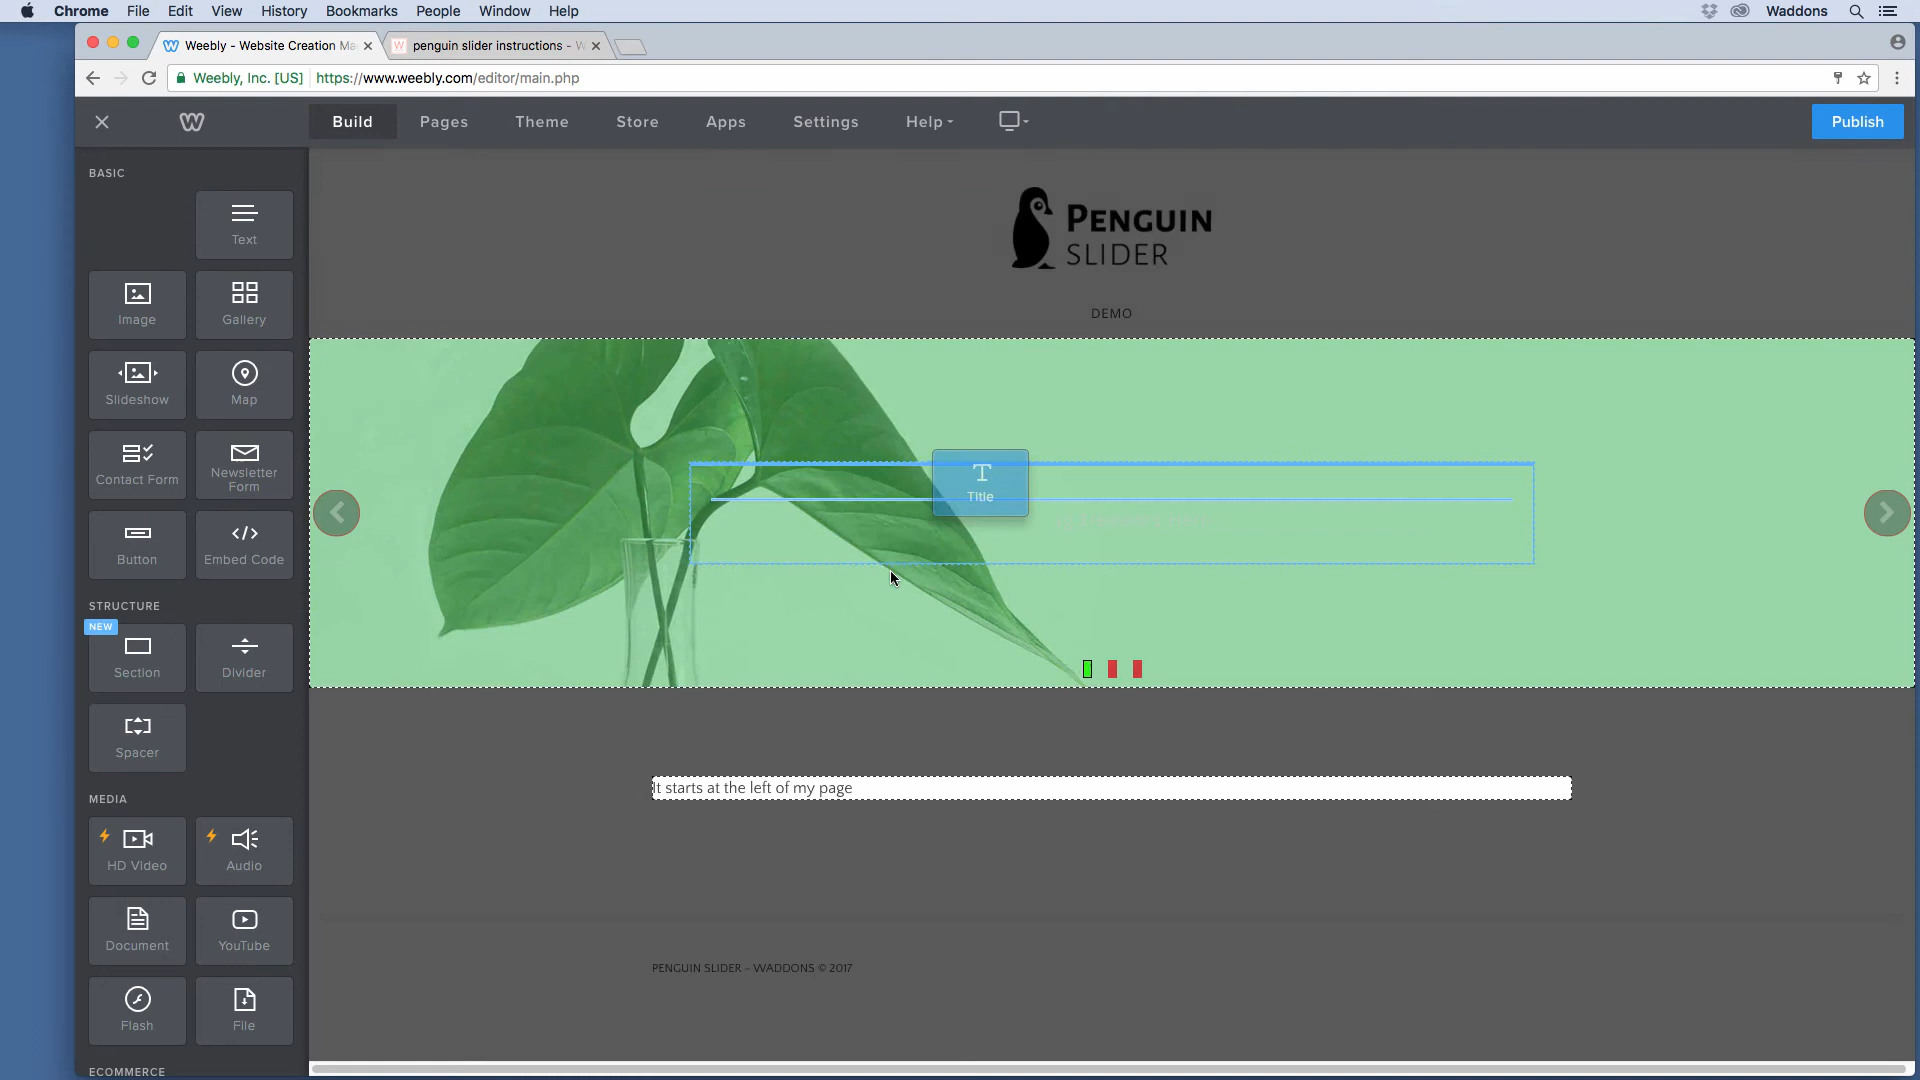 Chrome File Edit View History Bookmarks People Window Help Waddons
Weebly - Website Creation Ma
penguin slider instructions - W
Weebly, Inc. [US] https://www.weebly.com/editor/main.php
Build Pages Theme Store Apps Settings Help Publish
BASIC
Text
Image Gallery
Slideshow Map
Contact Form Newsletter Form
Button Embed Code
STRUCTURE
NEW
Section Divider
Spacer
MEDIA
HD Video Audio
Document YouTube
Flash File
ECOMMERCE
PENGUIN
SLIDER
DEMO
Title
It starts at the left of my page
PENGUIN SLIDER - WADDONS © 2017